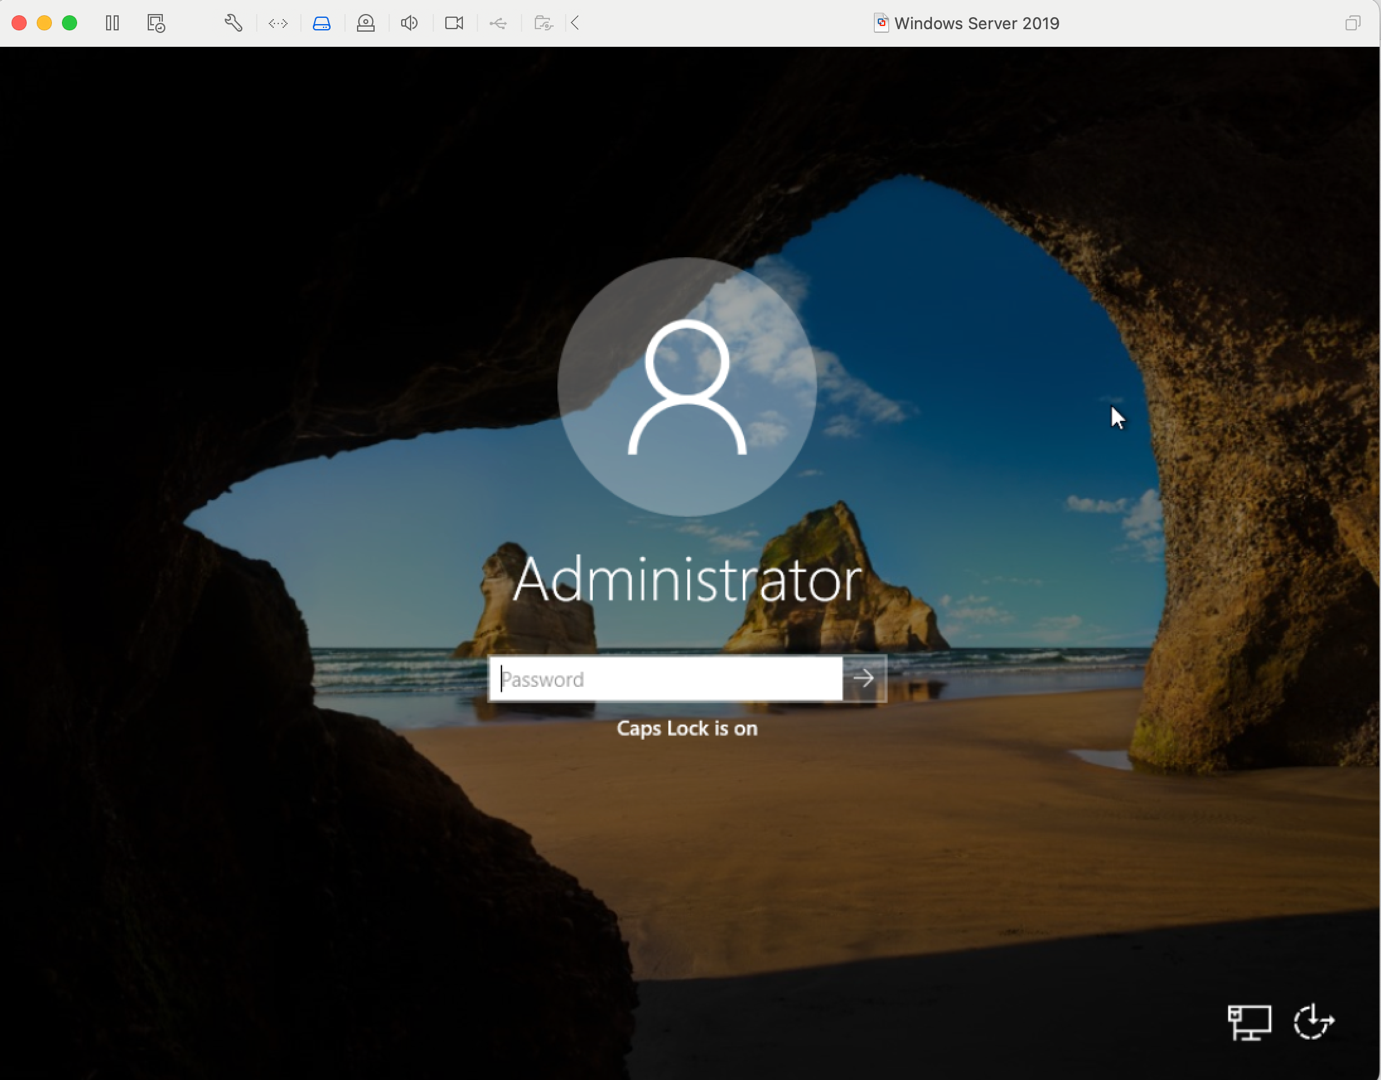 Windows Server 2019
Administrator
Password
Caps Lock is on